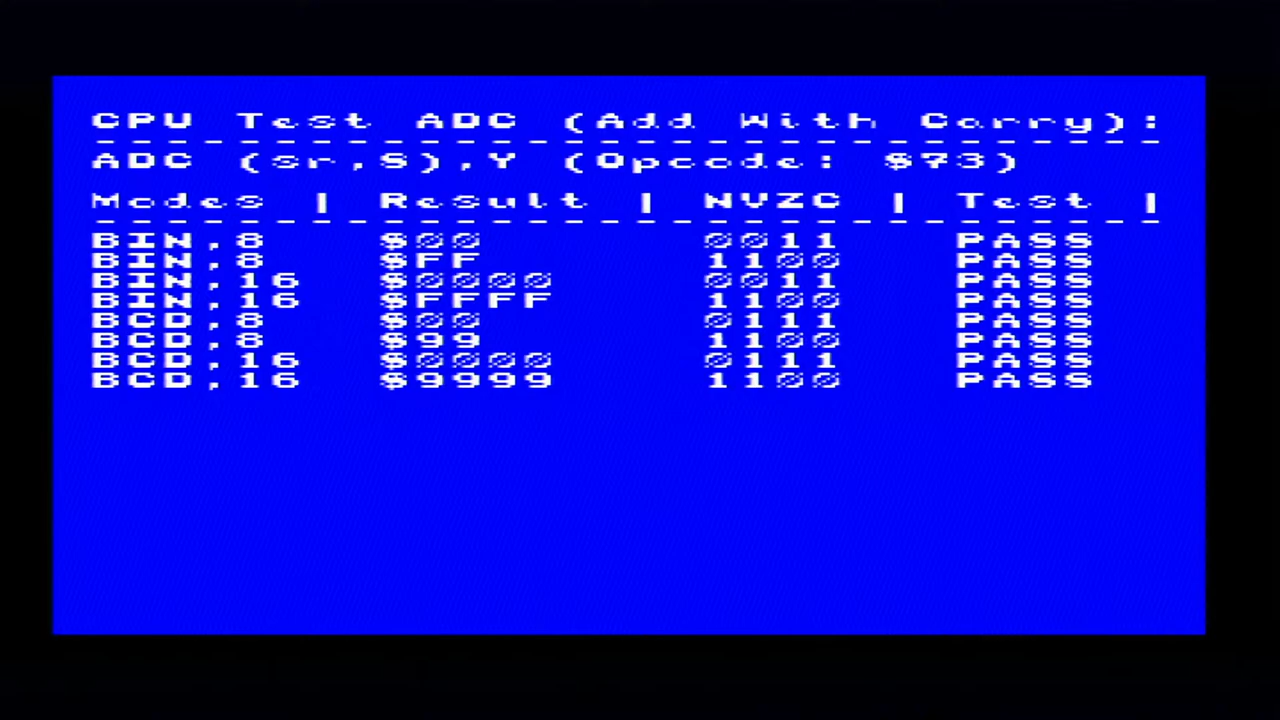 CPU Test ADC (Add With Carry):
------------------------------
ADC (sr,S),Y (Opcode: $73)
Modes | Result | NVZC | Test |
------------------------------
BIN,8 $00 0011 PASS
BIN,8 $FF 1100 PASS
BIN,16 $0000 0011 PASS
BIN,16 $FFFF 1100 PASS
BCD,8 $00 0111 PASS
BCD,8 $99 1100 PASS
BCD,16 $0000 0111 PASS
BCD,16 $9999 1100 PASS